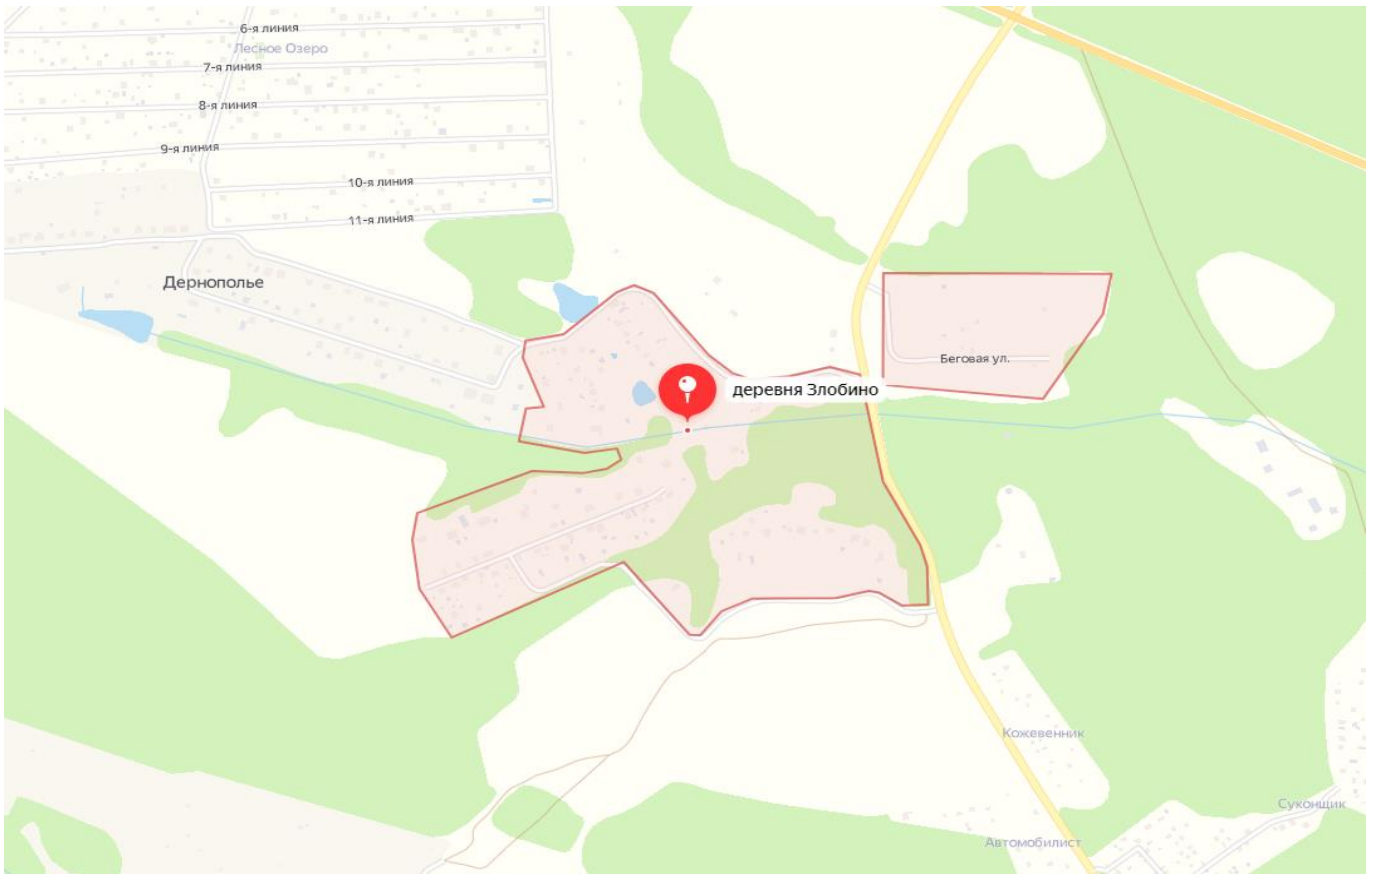 6-я линия
Лесное Озеро
7-я линия
8-я линия
9-я линия
10-я линия
11-я линия
Дернополье
Беговая ул.
деревня Злобино
Кожевенник
Суконщик
Автомобилист